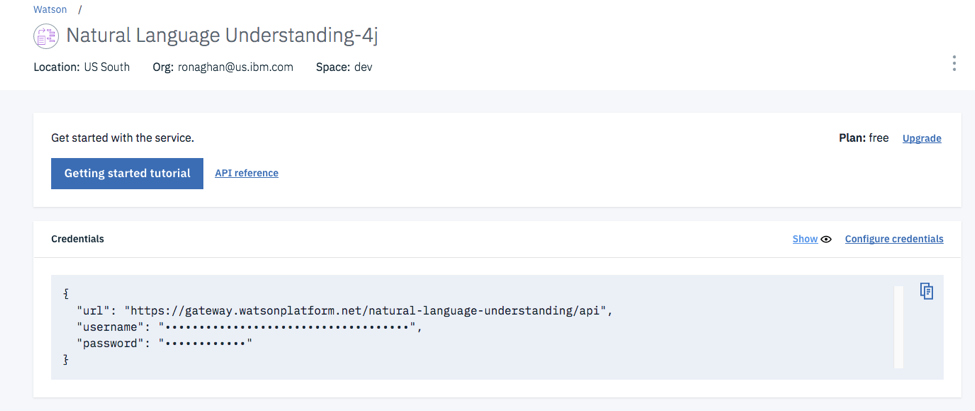 Watson /
Natural Language Understanding-4j
Location: US South Org: ronaghan@us.ibm.com Space: dev
Get started with the service.
Plan: free Upgrade
Getting started tutorial API reference
Credentials Show Configure credentials
{
"url": "https://gateway.watsonplatform.net/natural-language-understanding/api",
"username": "••••••••••••••••••••••••••••••••••••",
"password": "••••••••••••"
}